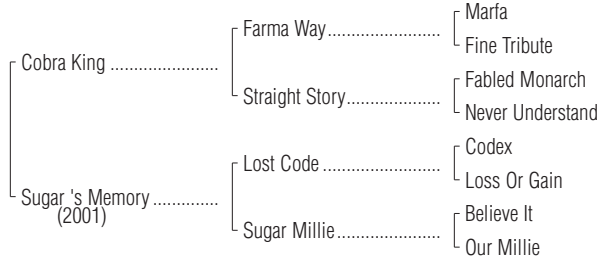 Marfa
Farma Way
Fine Tribute
Cobra King
Fabled Monarch
Straight Story
Never Understand
Codex
Lost Code
Loss Or Gain
Sugar 's Memory
(2001)
Believe It
Sugar Millie
Our Millie